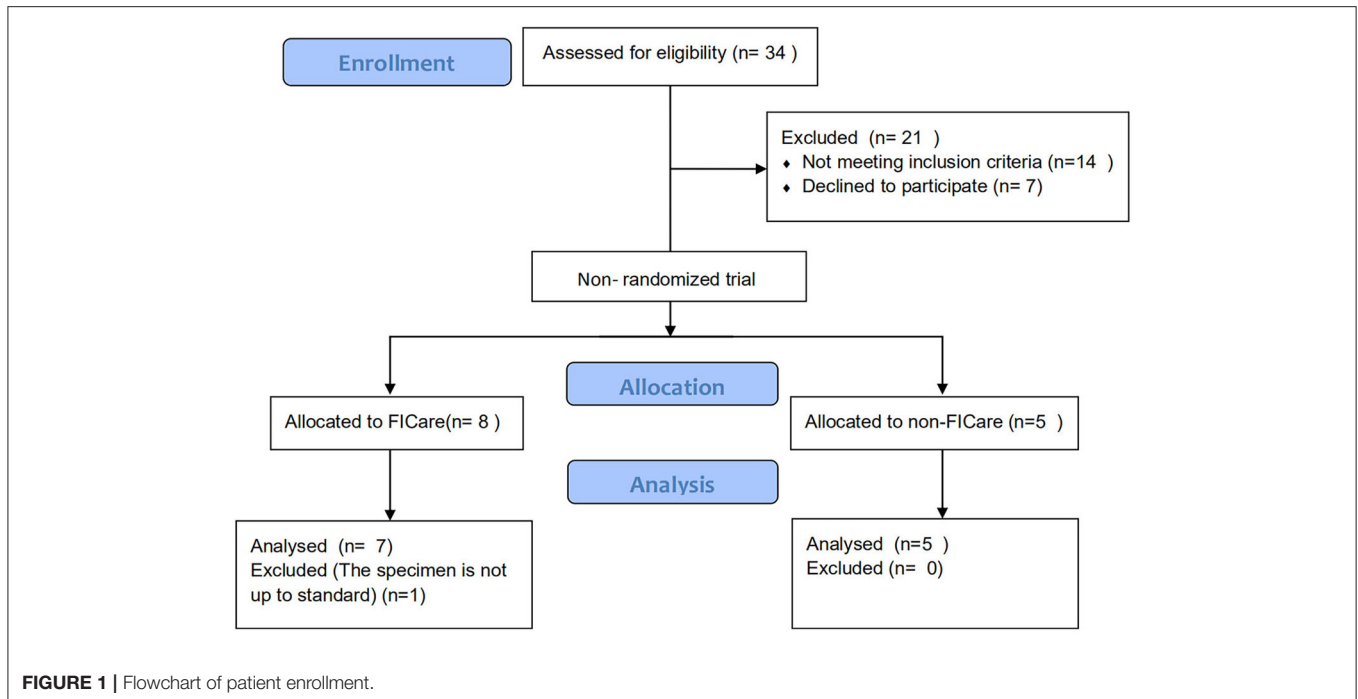 Enrollment
Assessed for eligibility (n= 34 )
Excluded (n= 21 )
♦ Not meeting inclusion criteria (n=14 )
♦ Declined to participate (n= 7)
Non- randomized trial
Allocation
Allocated to FICare(n= 8 )
Allocated to non-FICare (n=5 )
Analysis
Analysed (n= 7)
Excluded (The specimen is not
up to standard) (n=1)
Analysed (n=5 )
Excluded (n= 0)
FIGURE 1 | Flowchart of patient enrollment.